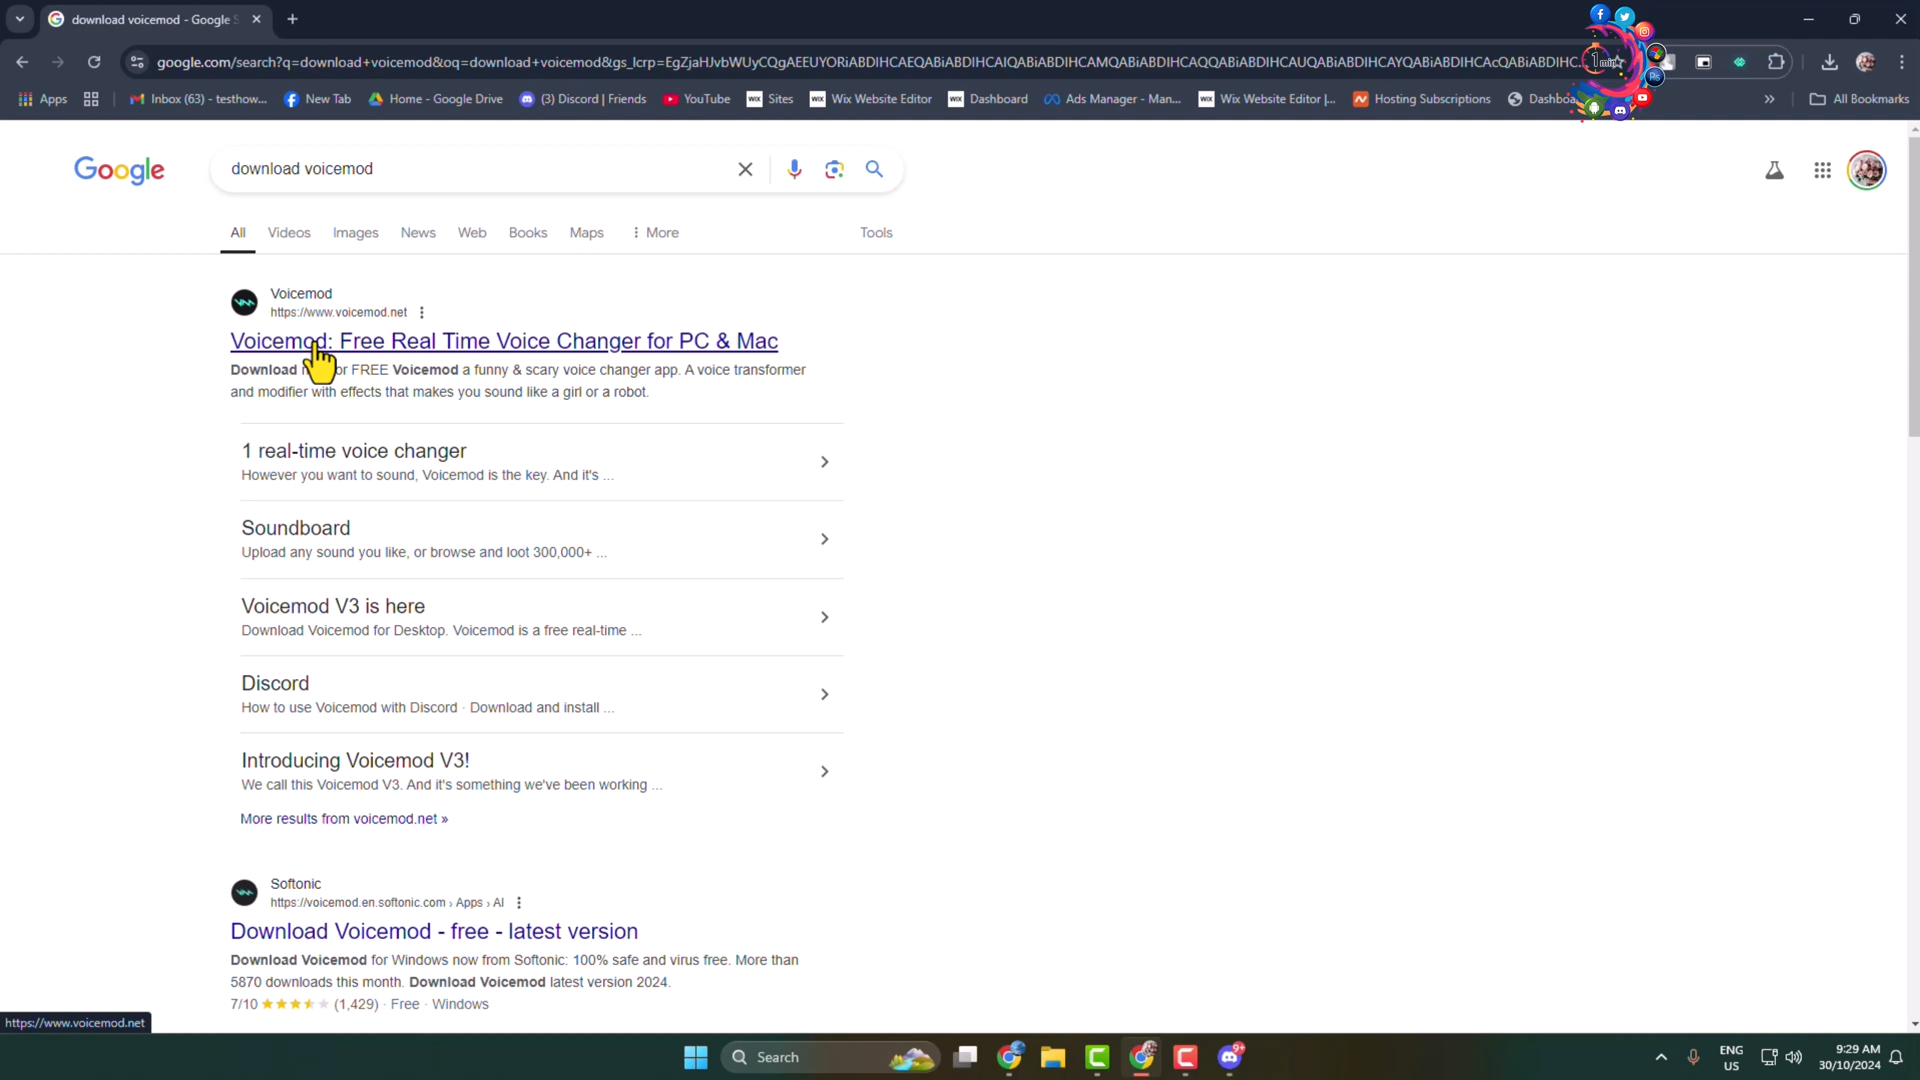 download voicemod - Google S
google.com/search?q=download+voicemod&oq=download+voicemod&gs_lcrp=EgZjaHJvbWUyCQgAEEUYORiABDIHCAEQABiABDIHCAIQABiABDIHCAMQABiABDIHCAQQABiABDIHCAUQABiABDIHCAYQABiABDIHCAcQABiABDIHC...
1 min
Apps
Inbox (63) - testhow...
New Tab
Home - Google Drive
(3) Discord | Friends
YouTube
WIX Sites
WIX Wix Website Editor
WIX Dashboard
Ads Manager - Man...
WIX Wix Website Editor |...
Hosting Subscriptions
Dashboa
All Bookmarks
Ps
Google
download voicemod
All Videos Images News Web Books Maps More Tools
Voicemod
https://www.voicemod.net
Voicemod: Free Real Time Voice Changer for PC & Mac
Download or FREE Voicemod a funny & scary voice changer app. A voice transformer
and modifier with effects that makes you sound like a girl or a robot.
1 real-time voice changer
However you want to sound, Voicemod is the key. And it's ...
Soundboard
Upload any sound you like, or browse and loot 300,000+ ...
Voicemod V3 is here
Download Voicemod for Desktop. Voicemod is a free real-time ...
Discord
How to use Voicemod with Discord · Download and install ...
Introducing Voicemod V3!
We call this Voicemod V3. And it's something we've been working ...
More results from voicemod.net »
Softonic
https://voicemod.en.softonic.com › Apps › AI
Download Voicemod - free - latest version
Download Voicemod for Windows now from Softonic: 100% safe and virus free. More than
5870 downloads this month. Download Voicemod latest version 2024.
7/10 (1,429) · Free · Windows
https://www.voicemod.net
Search
9+
ENG
US
9:29 AM
30/10/2024